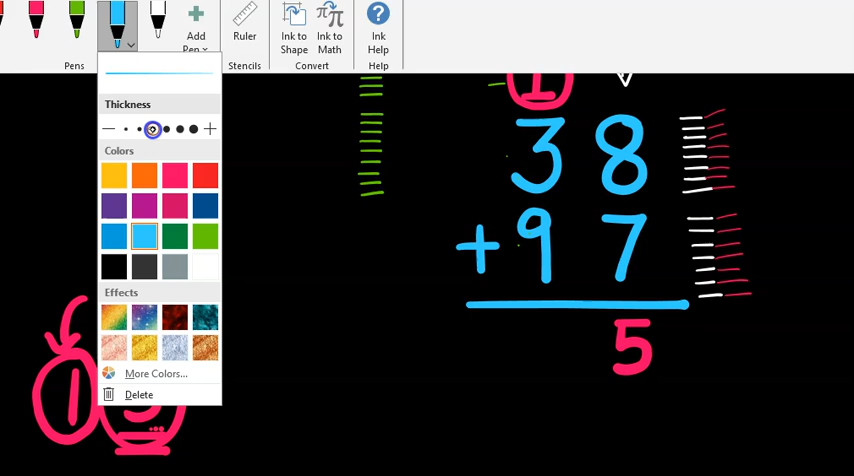 Add Pen
Ruler
Ink to Shape
Ink to Math
Ink Help
Pens
Stencils
Convert
Help
Thickness
Colors
Effects
More Colors...
Delete
1
38
+ 97
5
1